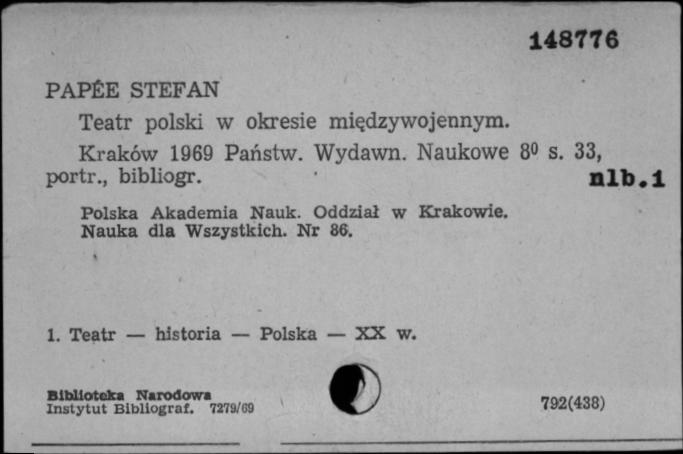 148776
PAPÉE STEFAN
Teatr polski w okresie międzywojennym.
Kraków 1969 Państw. Wydawn. Naukowe 8⁰ s. 33,
portr., bibliogr. nlb.1
Polska Akademia Nauk. Oddział w Krakowie.
Nauka dla Wszystkich. Nr 86.
1. Teatr — historia — Polska — XX w.
Biblioteka Narodowa
Instytut Bibliograf. 7279/69
792(438)